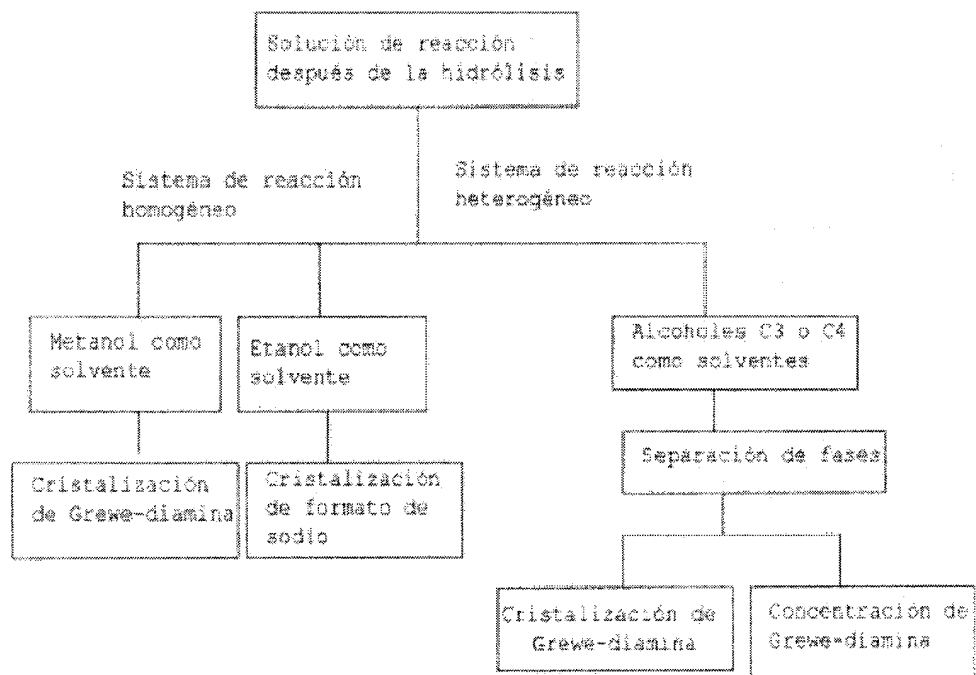 Solución de reacción
después de la hidrólisis
Sistema de reacción
homogéneo
Sistema de reacción
heterogéneo
Metanol como
solvente
Etanol como
solvente
Alcoholes C3 o C4
como solventes
Cristalización
de Grewe-diamina
Cristalización
de formato de
sodio
Separación de fases
Cristalización de
Grewe-diamina
Concentración de
Grewe-diamina